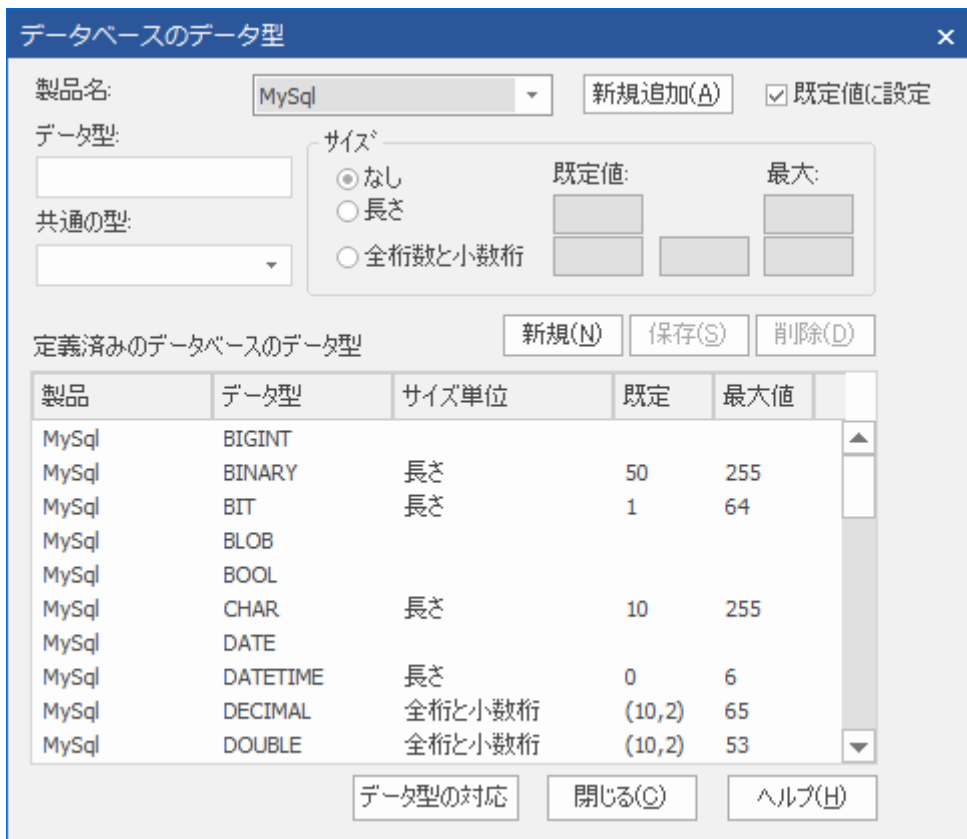 データベースのデータ型
製品名: MySql 新規追加(A) 既定値に設定
データ型:
サイズ
なし 既定値: 最大:
長さ
共通の型:
全桁数と小数桁
定義済みのデータベースのデータ型 新規(N) 保存(S) 削除(D)
製品 データ型 サイズ単位 既定 最大値
MySql BIGINT
MySql BINARY 長さ 50 255
MySql BIT 長さ 1 64
MySql BLOB
MySql BOOL
MySql CHAR 長さ 10 255
MySql DATE
MySql DATETIME 長さ 0 6
MySql DECIMAL 全桁と小数桁 (10,2) 65
MySql DOUBLE 全桁と小数桁 (10,2) 53
データ型の対応 閉じる(C) ヘルプ(H)